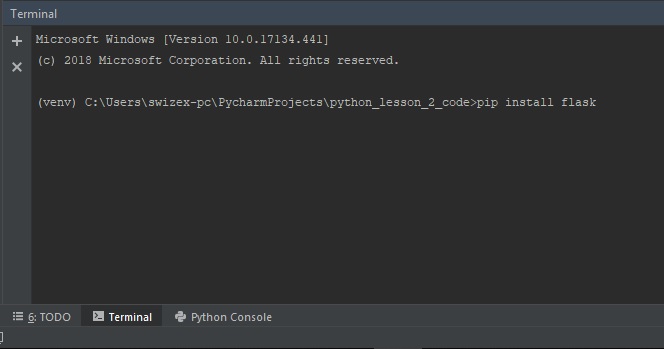 Terminal
Microsoft Windows [Version 10.0.17134.441]
(c) 2018 Microsoft Corporation. All rights reserved.
(venv) C:\Users\swizex-pc\PycharmProjects\python_lesson_2_code>pip install flask
6: TODO
Terminal
Python Console